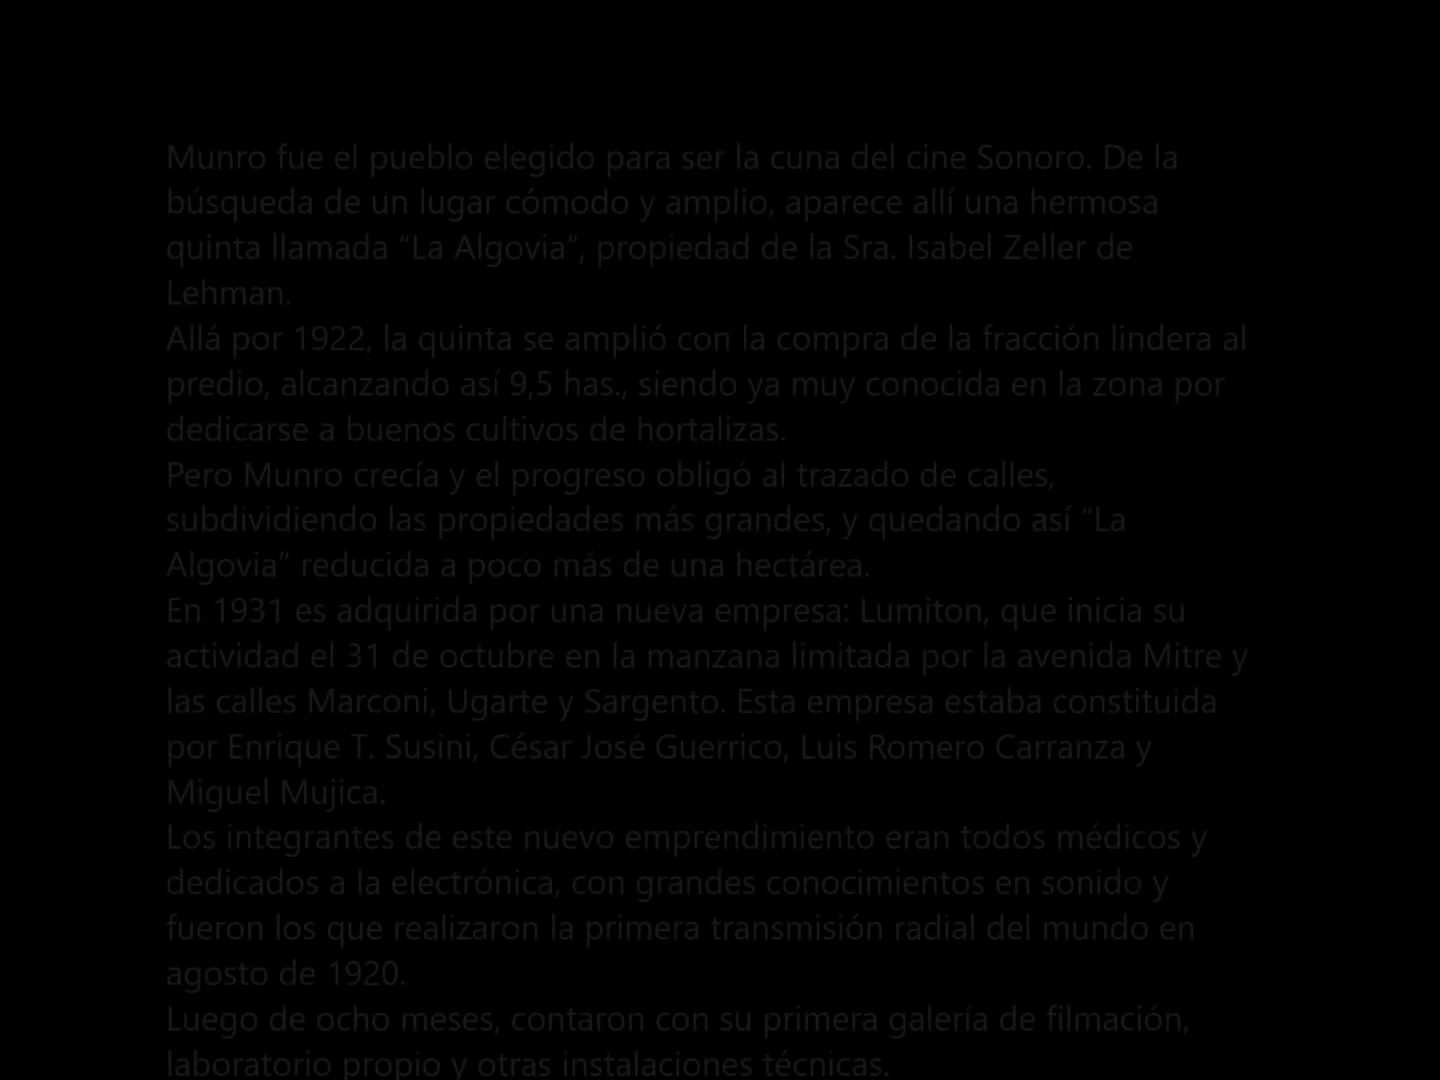 Munro fue el pueblo elegido para ser la cuna del cine Sonoro. De la
búsqueda de un lugar cómodo y amplio, aparece allí una hermosa
quinta llamada “La Algovia”, propiedad de la Sra. Isabel Zeller de
Lehman.
Allá por 1922, la quinta se amplió con la compra de la fracción lindera al
predio, alcanzando así 9,5 has., siendo ya muy conocida en la zona por
dedicarse a buenos cultivos de hortalizas.
Pero Munro crecía y el progreso obligó al trazado de calles,
subdividiendo las propiedades más grandes, y quedando así “La
Algovia” reducida a poco más de una hectárea.
En 1931 es adquirida por una nueva empresa: Lumiton, que inicia su
actividad el 31 de octubre en la manzana limitada por la avenida Mitre y
las calles Marconi, Ugarte y Sargento. Esta empresa estaba constituida
por Enrique T. Susini, César José Guerrico, Luis Romero Carranza y
Miguel Mujica.
Los integrantes de este nuevo emprendimiento eran todos médicos y
dedicados a la electrónica, con grandes conocimientos en sonido y
fueron los que realizaron la primera transmisión radial del mundo en
agosto de 1920.
Luego de ocho meses, contaron con su primera galería de filmación,
laboratorio propio y otras instalaciones técnicas.